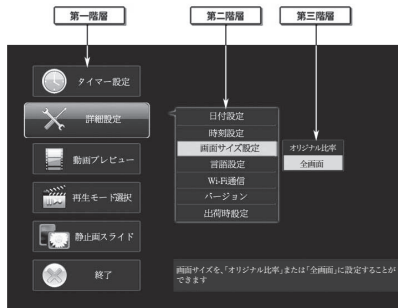 第一階層
第二階層
第三階層
タイマー設定
詳細設定
動画プレビュー
再生モード選択
静止画スライド
終了
日付設定
時刻設定
画面サイズ設定
言語設定
Wi-Fi通信
バージョン
出荷時設定
オリジナル比率
全画面
画面サイズを、「オリジナル比率」または「全画面」に設定することが
できます